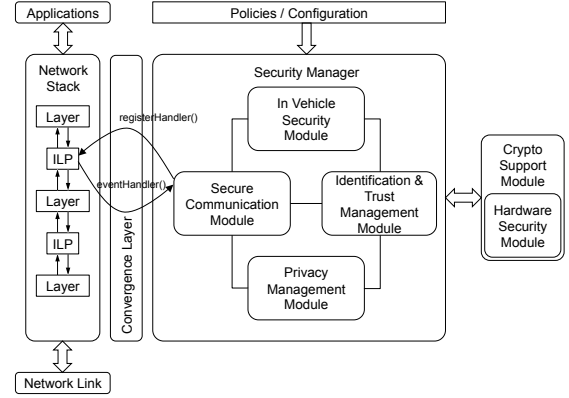 Applications
Policies / Configuration
Network
Stack
Layer
ILP
Layer
ILP
Layer
Network Link
Convergence Layer
registerHandler()
eventHandler()
Security Manager
In Vehicle
Security
Module
Secure
Communication
Module
Identification &
Trust
Management
Module
Privacy
Management
Module
Crypto
Support
Module
Hardware
Security
Module